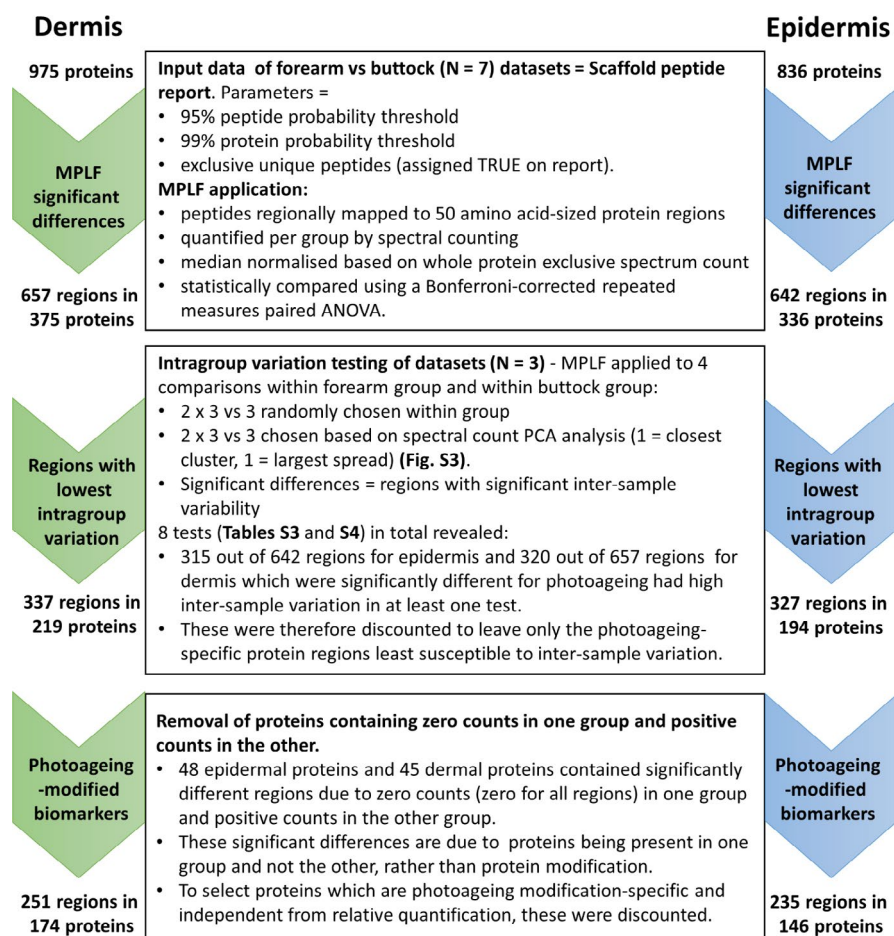 Dermis
Epidermis
975 proteins
MPLF
significant
differences
657 regions in
375 proteins
Input data of forearm vs buttock (N = 7) datasets = Scaffold peptide
report. Parameters =
• 95% peptide probability threshold
• 99% protein probability threshold
• exclusive unique peptides (assigned TRUE on report).
MPLF application:
• peptides regionally mapped to 50 amino acid-sized protein regions
• quantified per group by spectral counting
• median normalised based on whole protein exclusive spectrum count
• statistically compared using a Bonferroni-corrected repeated
measures paired ANOVA.
836 proteins
MPLF
significant
differences
642 regions in
336 proteins
Regions with
lowest
intragroup
variation
337 regions in
219 proteins
Intragroup variation testing of datasets (N = 3) - MPLF applied to 4
comparisons within forearm group and within buttock group:
• 2 x 3 vs 3 randomly chosen within group
• 2 x 3 vs 3 chosen based on spectral count PCA analysis (1 = closest
cluster, 1 = largest spread) (Fig. S3).
• Significant differences = regions with significant inter-sample
variability
8 tests (Tables S3 and S4) in total revealed:
• 315 out of 642 regions for epidermis and 320 out of 657 regions for
dermis which were significantly different for photoageing had high
inter-sample variation in at least one test.
• These were therefore discounted to leave only the photoageing-
specific protein regions least susceptible to inter-sample variation.
Regions with
lowest
intragroup
variation
327 regions in
194 proteins
Photoageing
-modified
biomarkers
251 regions in
174 proteins
Removal of proteins containing zero counts in one group and positive
counts in the other.
• 48 epidermal proteins and 45 dermal proteins contained significantly
different regions due to zero counts (zero for all regions) in one group
and positive counts in the other group.
• These significant differences are due to proteins being present in one
group and not the other, rather than protein modification.
• To select proteins which are photoageing modification-specific and
independent from relative quantification, these were discounted.
Photoageing
-modified
biomarkers
235 regions in
146 proteins